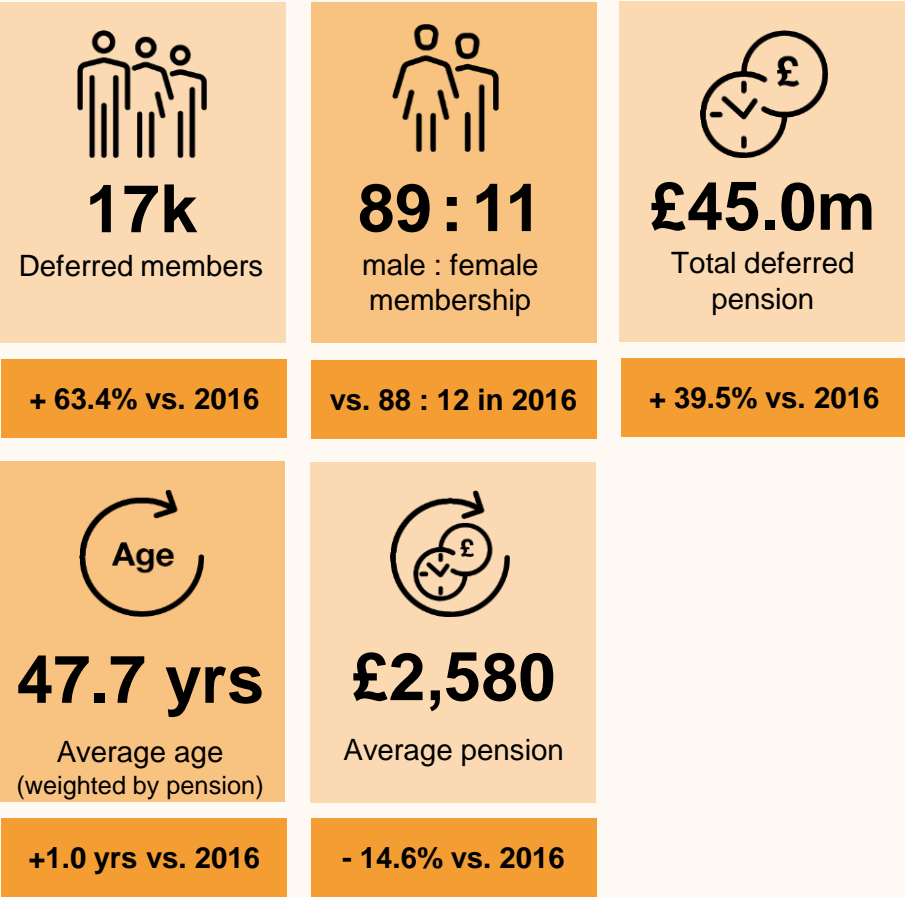 17k
Deferred members
+ 63.4% vs. 2016
89 : 11
male : female
membership
vs. 88 : 12 in 2016
£
£45.0m
Total deferred
pension
+ 39.5% vs. 2016
Age
47.7 yrs
Average age
(weighted by pension)
+1.0 yrs vs. 2016
£
£2,580
Average pension
- 14.6% vs. 2016